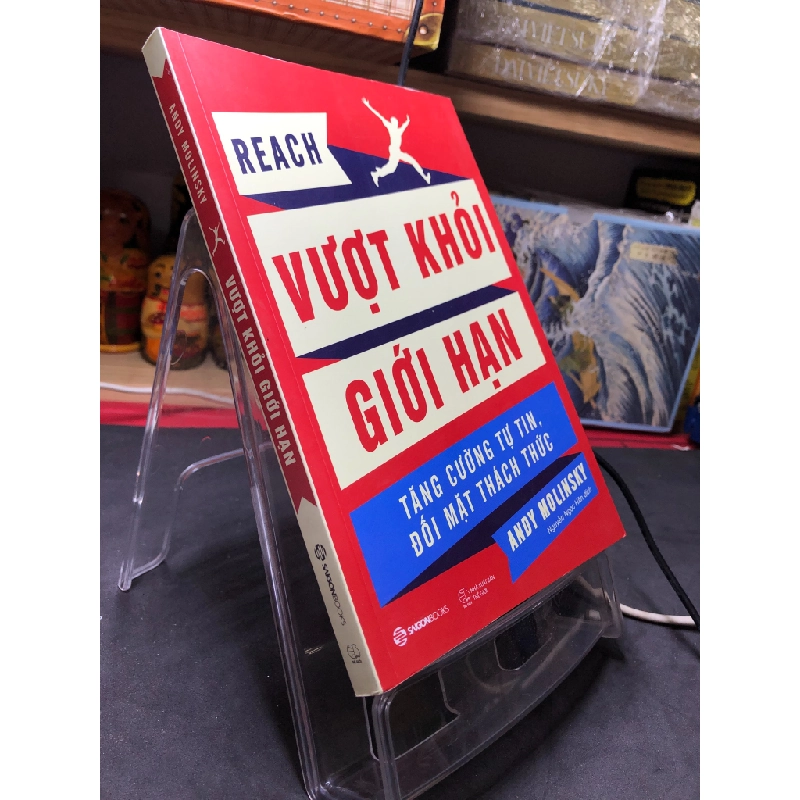 REACH
VƯỢT KHỎI
GIỚI HẠN
TĂNG CƯỜNG TỰ TIN,
ĐỐI MẶT THÁCH THỨC
ANDY MOLINSKY
SAIGONBOOKS
ANDY MOLINSKY
VƯỢT KHỎI GIỚI HẠN
SAIGONBOOKS